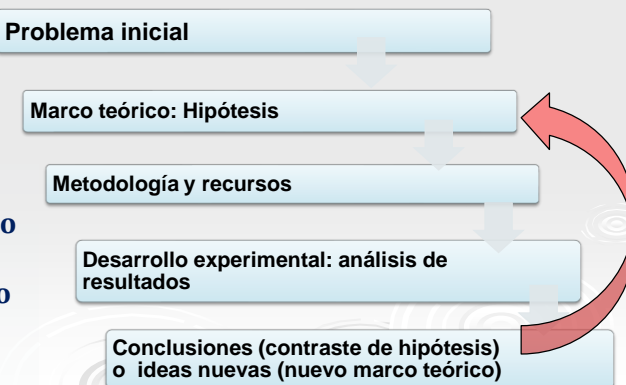 Problema inicial
Marco teórico: Hipótesis
Metodología y recursos
o
Desarrollo experimental: análisis de
resultados
o
Conclusiones (contraste de hipótesis)
o ideas nuevas (nuevo marco teórico)